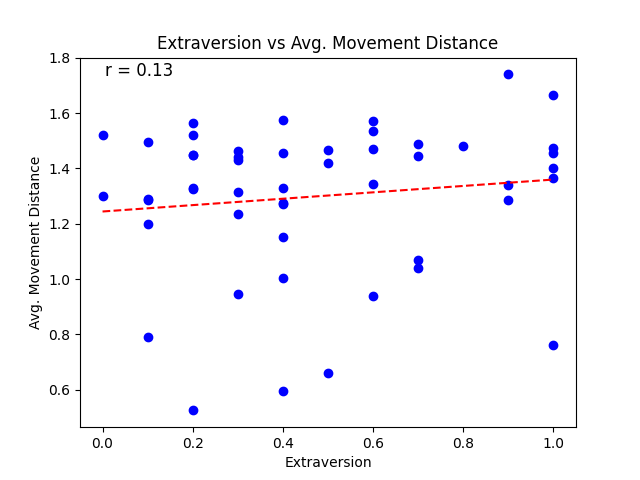 Extraversion vs Avg. Movement Distance
r = 0.13
1.8
1.6
1.4
1.2
1.0
0.8
0.6
Avg. Movement Distance
0.0 0.2 0.4 0.6 0.8 1.0
Extraversion